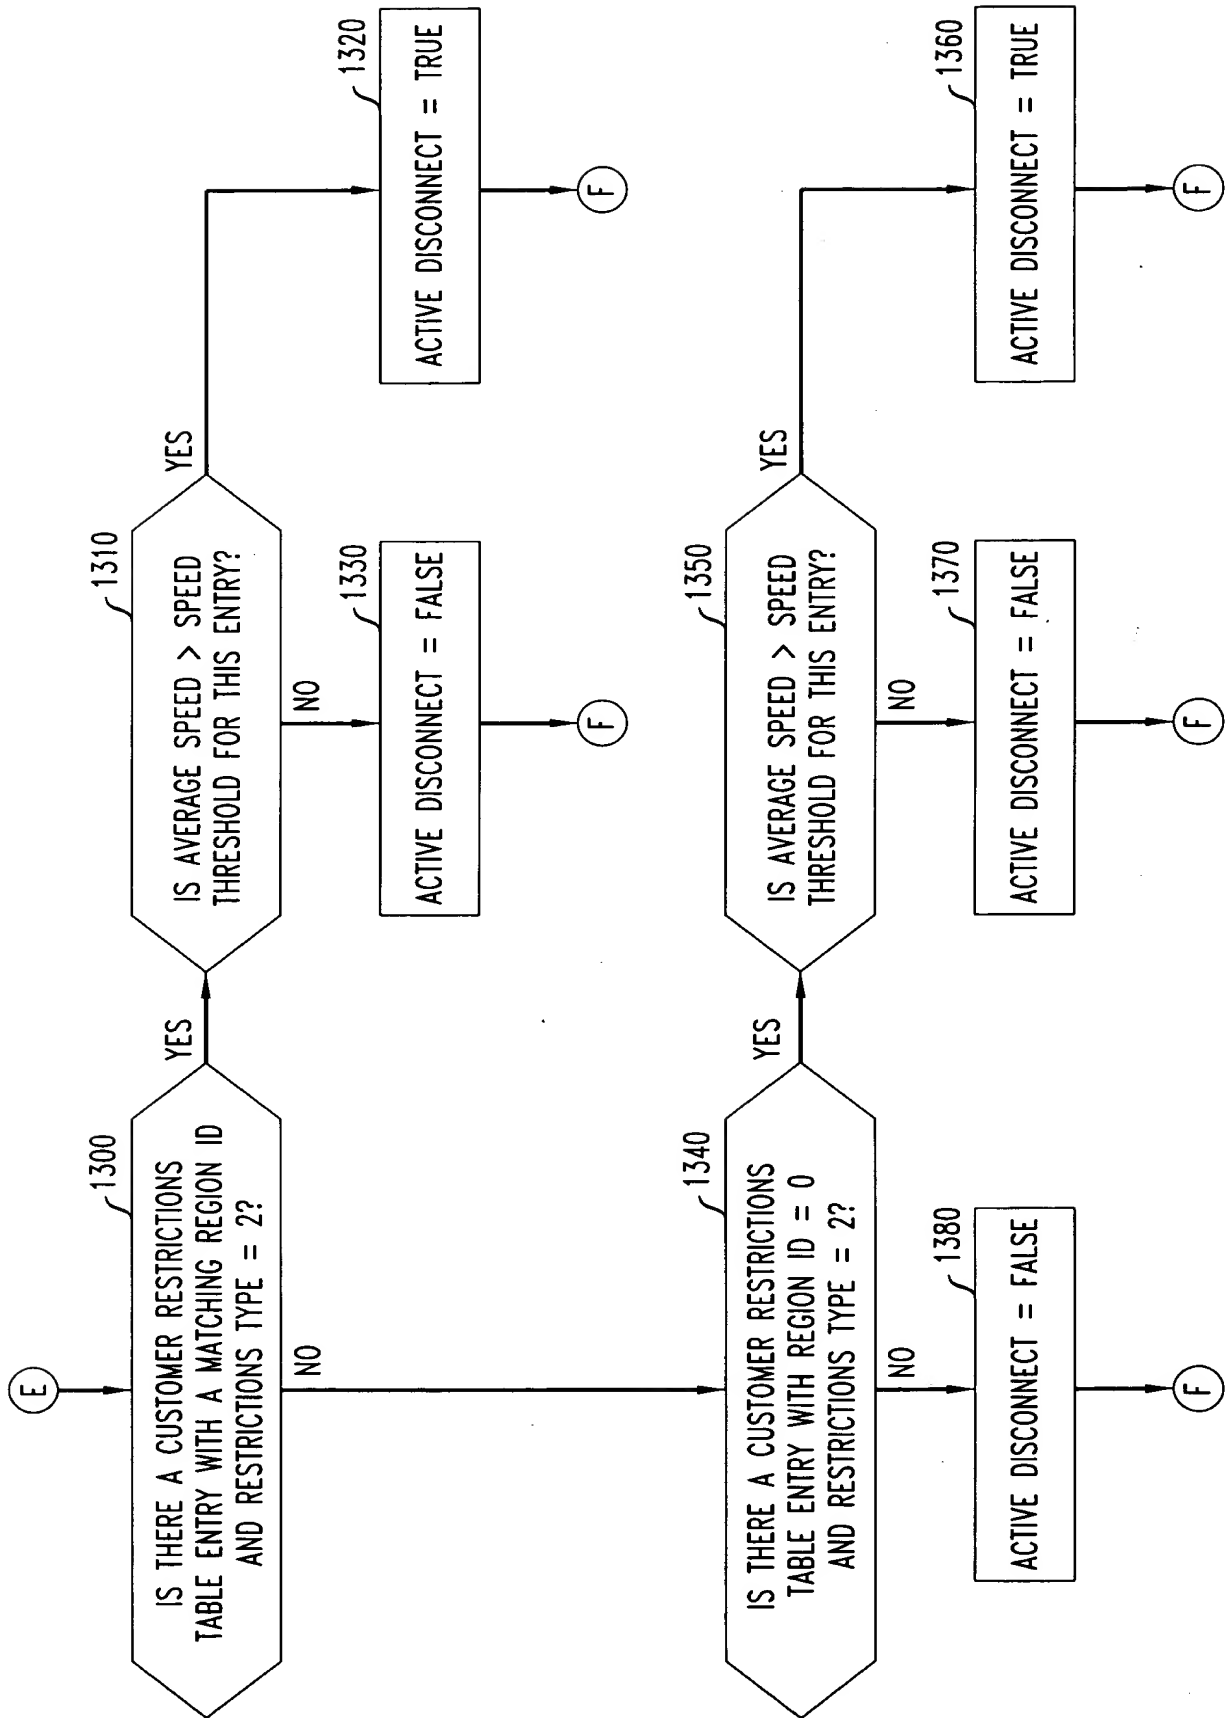 E
1300
IS THERE A CUSTOMER RESTRICTIONS
TABLE ENTRY WITH A MATCHING REGION ID
AND RESTRICTIONS TYPE = 2?
YES
NO
1310
IS AVERAGE SPEED > SPEED
THRESHOLD FOR THIS ENTRY?
YES
NO
1320
ACTIVE DISCONNECT = TRUE
F
1330
ACTIVE DISCONNECT = FALSE
F
1340
IS THERE A CUSTOMER RESTRICTIONS
TABLE ENTRY WITH REGION ID = 0
AND RESTRICTIONS TYPE = 2?
YES
NO
1350
IS AVERAGE SPEED > SPEED
THRESHOLD FOR THIS ENTRY?
YES
NO
1360
ACTIVE DISCONNECT = TRUE
F
1370
ACTIVE DISCONNECT = FALSE
F
1380
ACTIVE DISCONNECT = FALSE
F